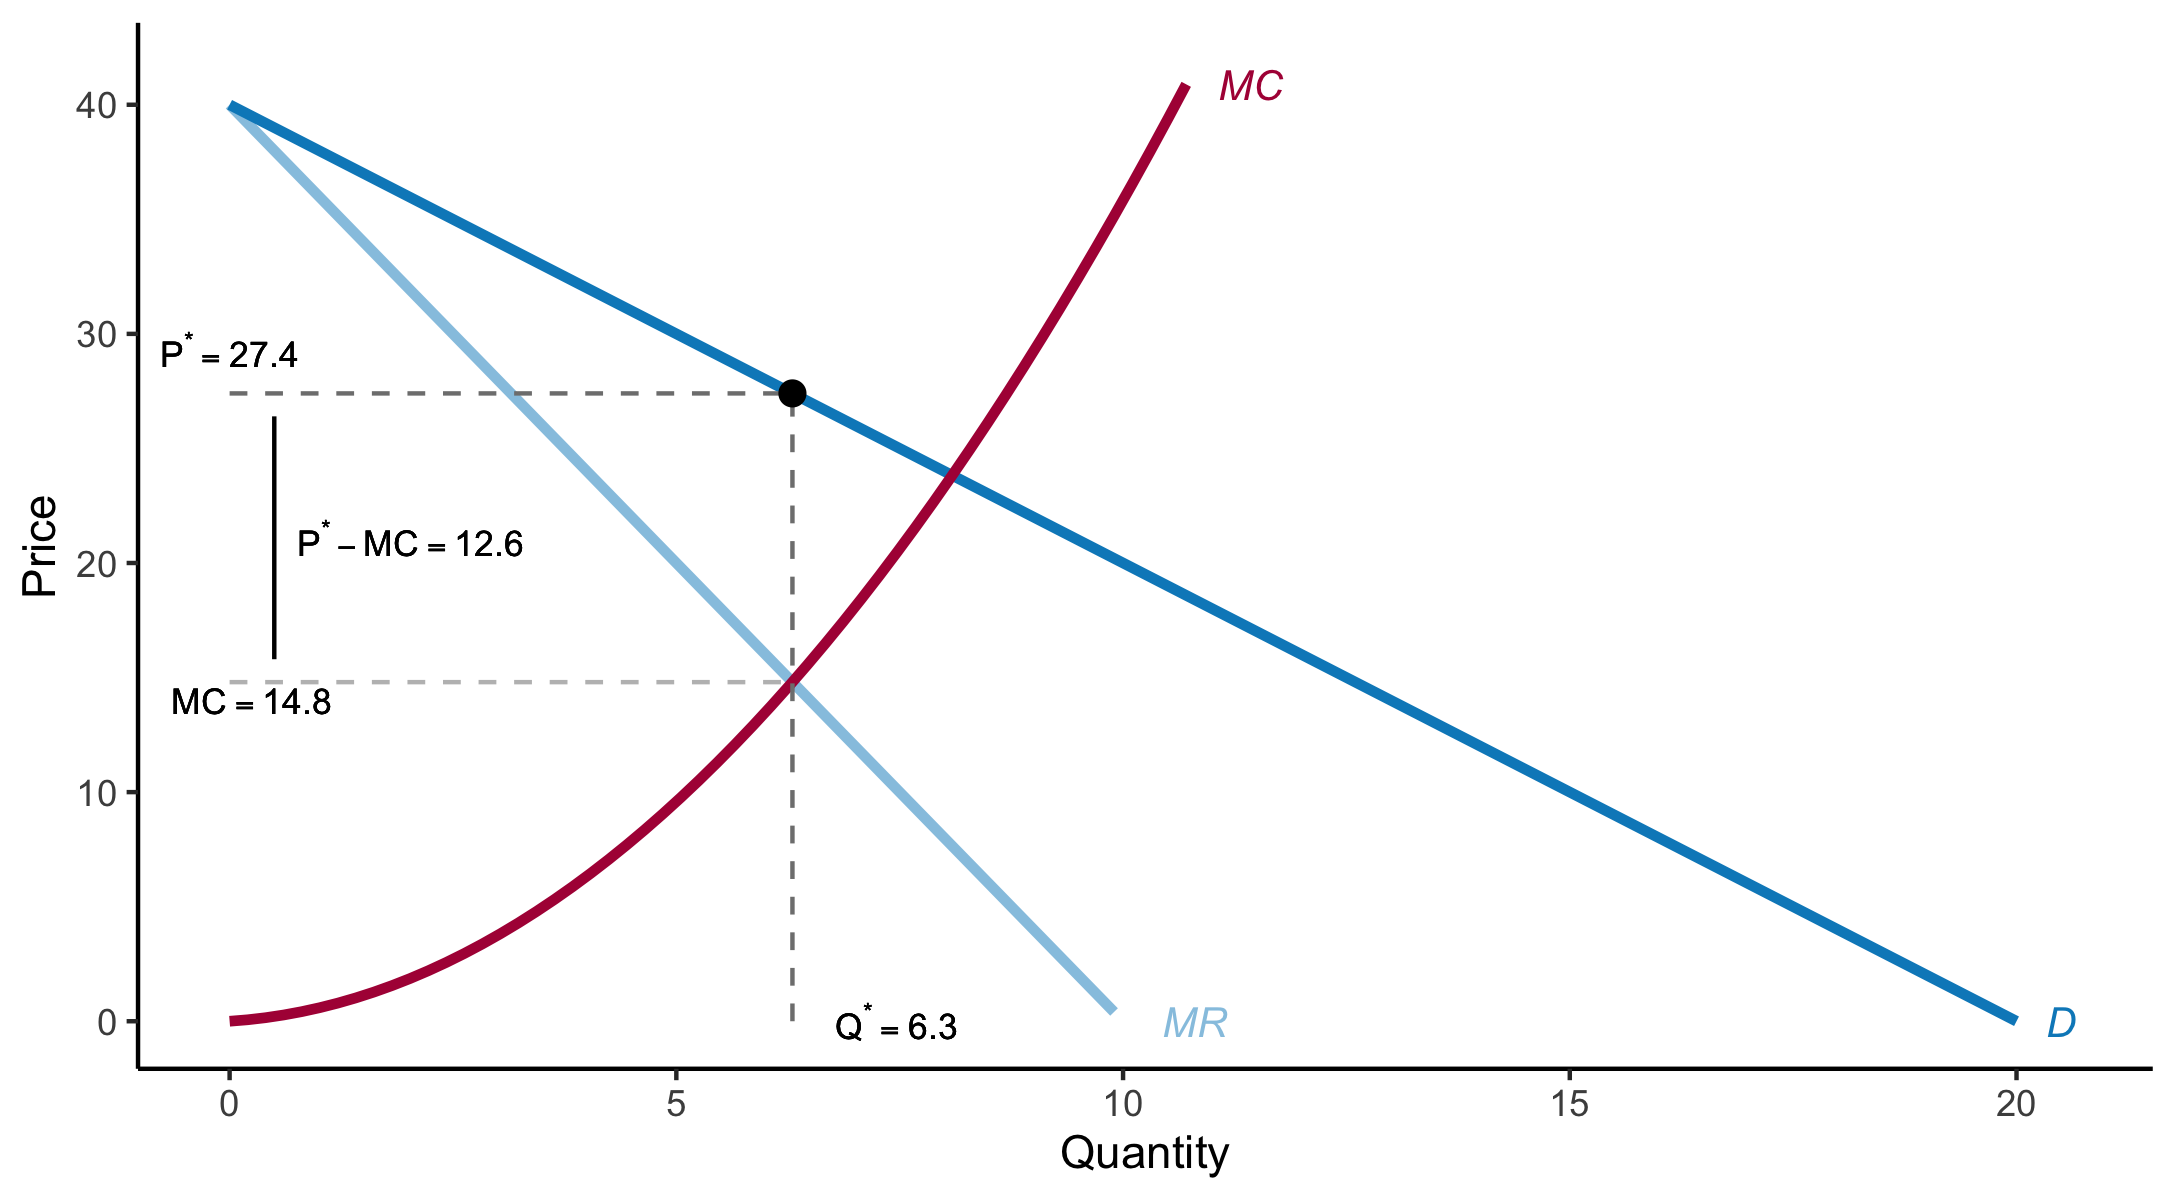 MC
40
30
P* = 27.4
Price
P* – MC = 12.6
20
MC = 14.8
10
0
Q* = 6.3
MR
D
0
5
10
15
20
Quantity